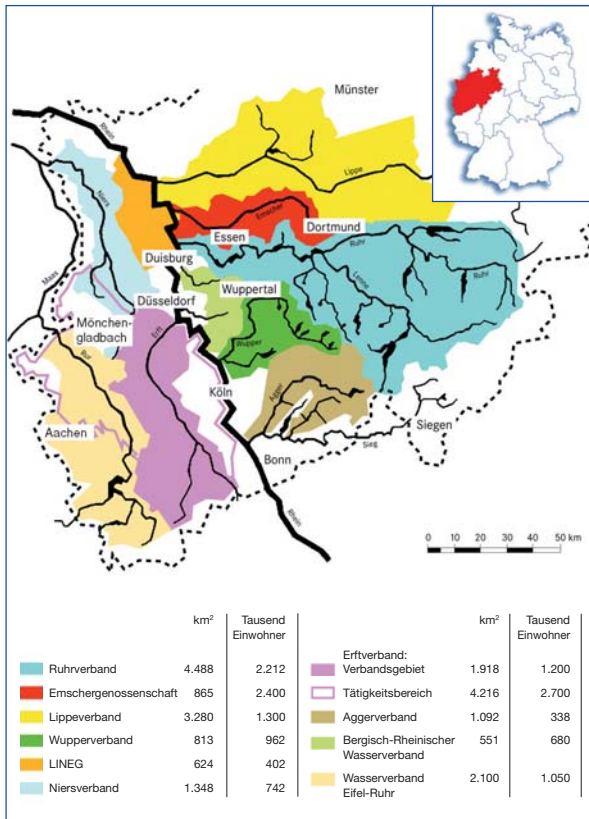 Münster
Rhein
Lippe
Niers
Emscher
Dortmund
Essen
Ruhr
Duisburg
Lenne
Ruhr
Maas
Wuppertal
Düsseldorf
Erft
Mönchen-
gladbach
Wupper
Rur
Köln
Agger
Siegen
Aachen
Sieg
Bonn
Rhein
0 10 20 30 40 50 km
km² Tausend
Einwohner
Ruhrverband 4.488 2.212
Emschergenossenschaft 865 2.400
Lippeverband 3.280 1.300
Wupperverband 813 962
LINEG 624 402
Niersverband 1.348 742
km² Tausend
Einwohner
Erftverband:
Verbandsgebiet 1.918 1.200
Tätigkeitsbereich 4.216 2.700
Aggerverband 1.092 338
Bergisch-Rheinischer 551 680
Wasserverband
Wasserverband 2.100 1.050
Eifel-Ruhr